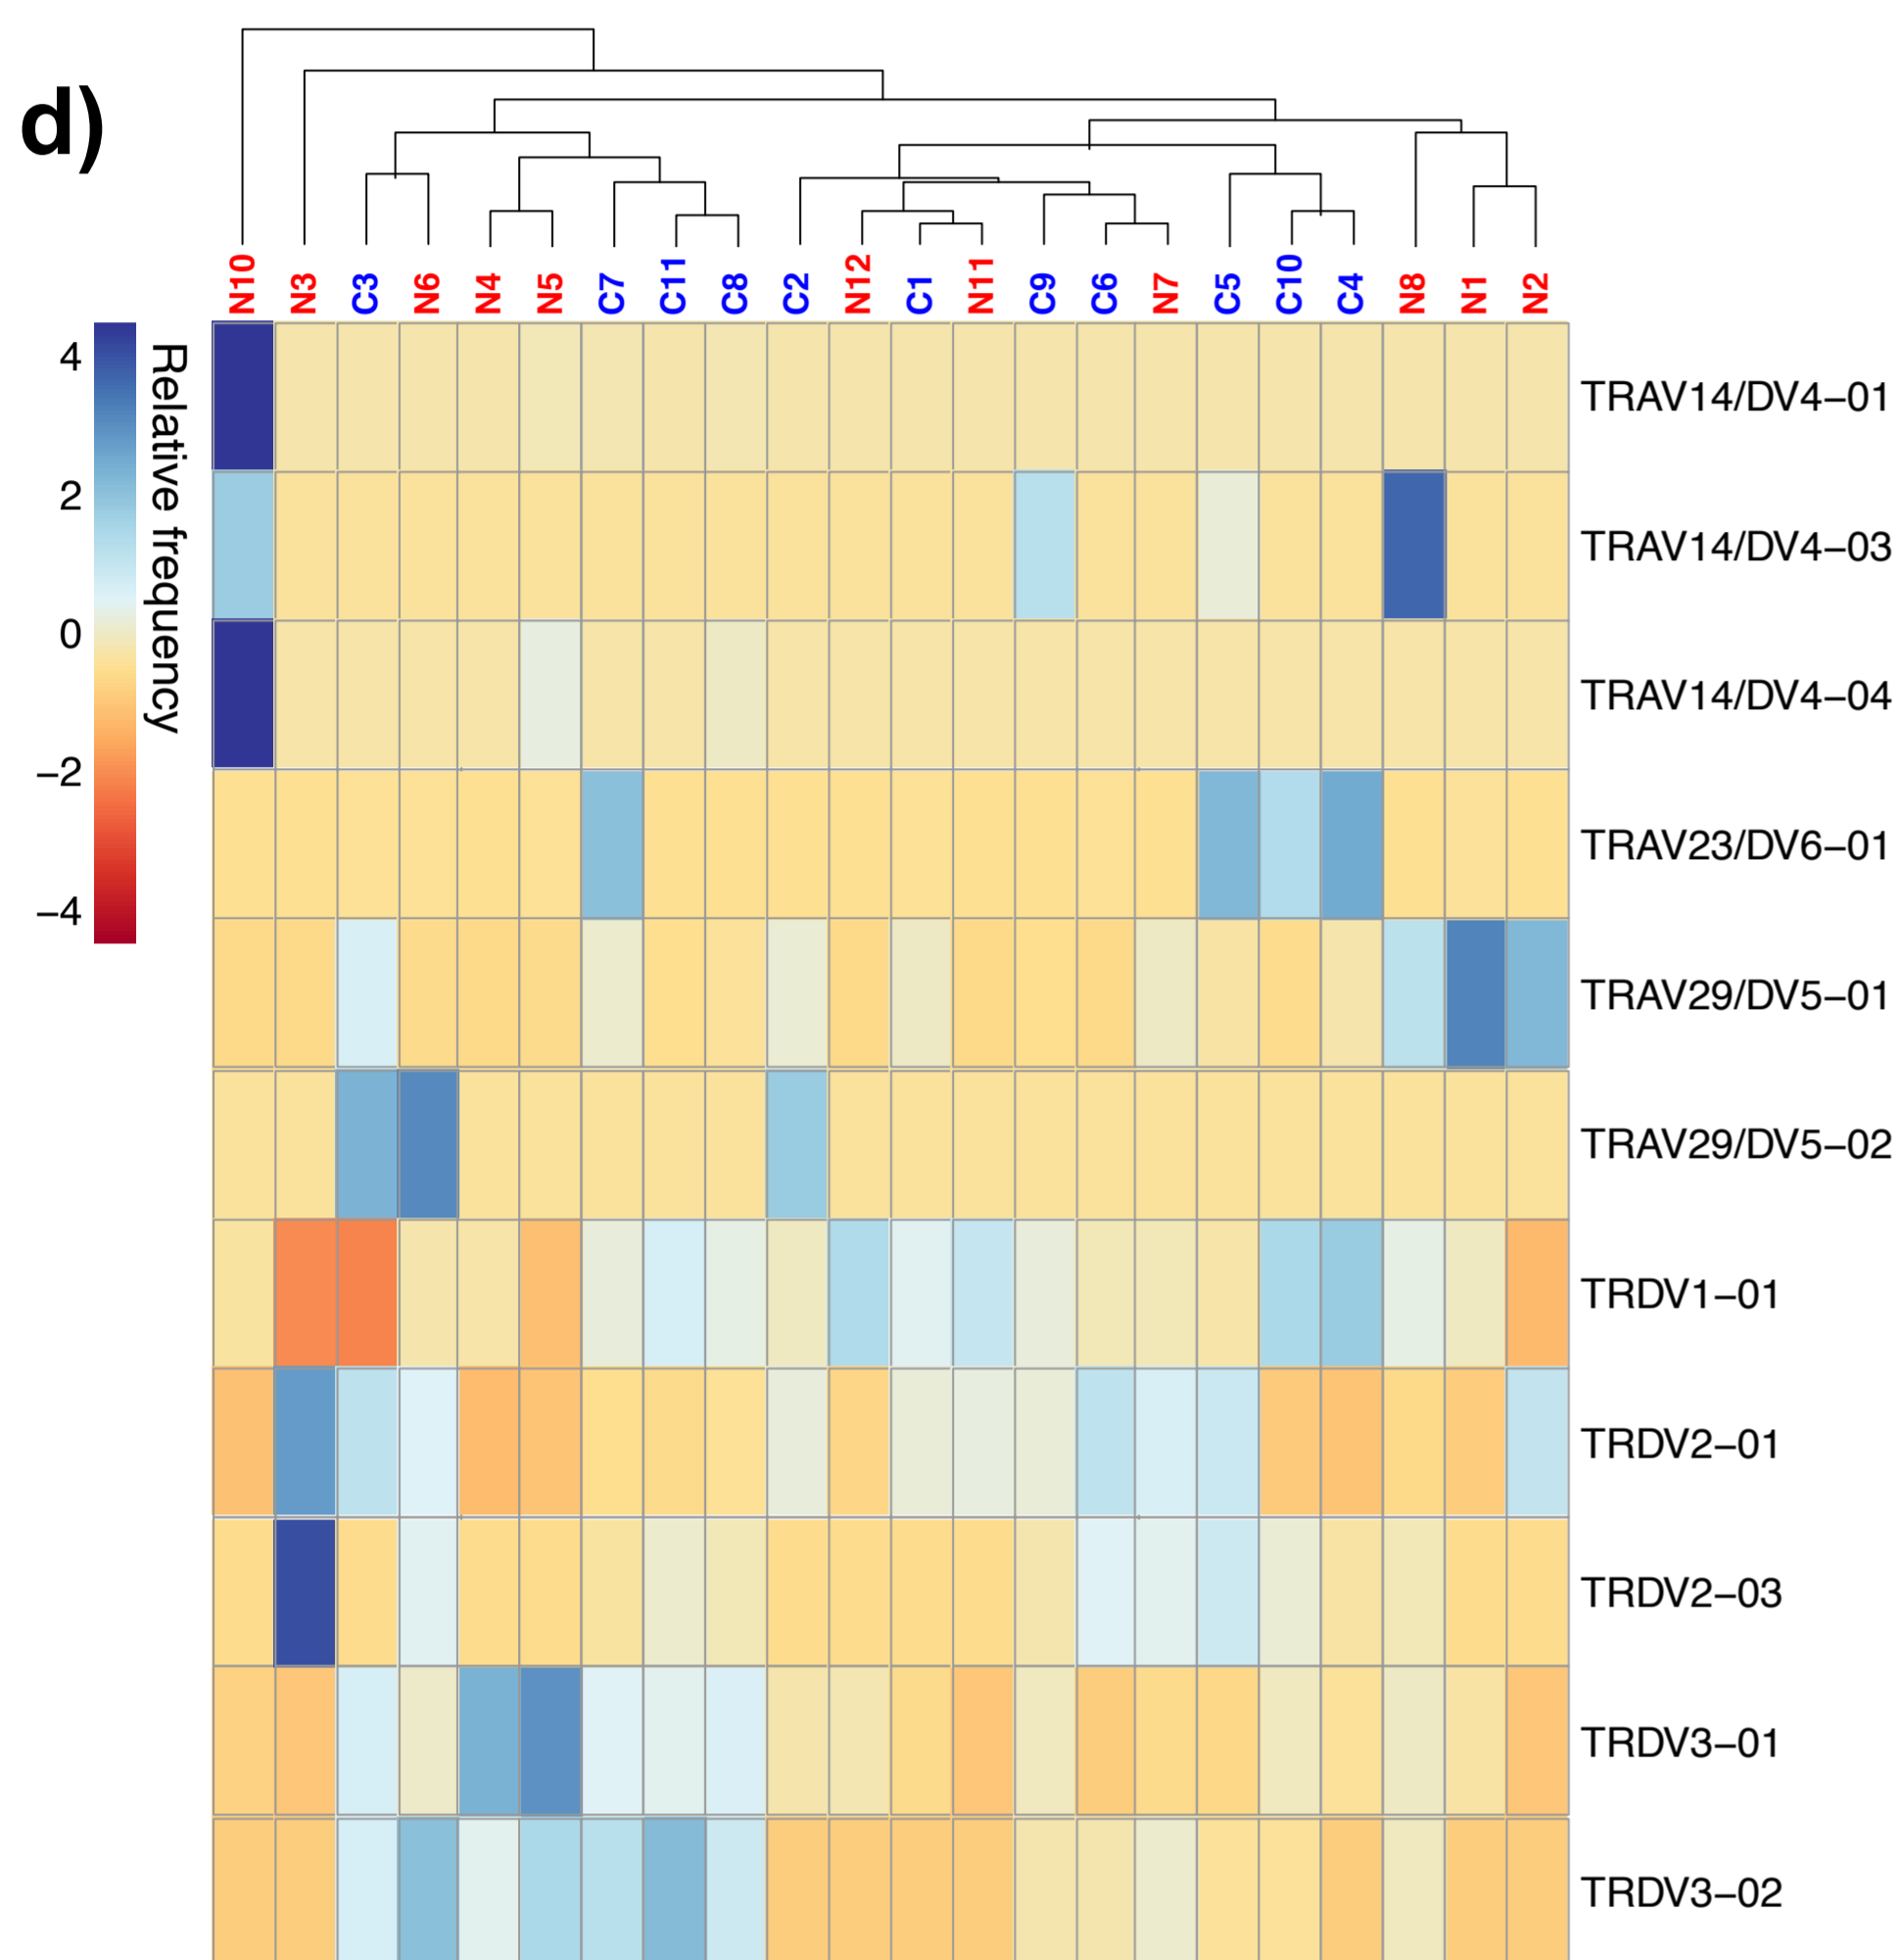 d)
N10 N3 C3 N6 N4 N5 C7 C11 C8 C2 N12 C1 N11 C9 C6 N7 C5 C10 C4 N8 N1 N2
4
2
0
−2
−4
Relative frequency
TRAV14/DV4−01
TRAV14/DV4−03
TRAV14/DV4−04
TRAV23/DV6−01
TRAV29/DV5−01
TRAV29/DV5−02
TRDV1−01
TRDV2−01
TRDV2−03
TRDV3−01
TRDV3−02